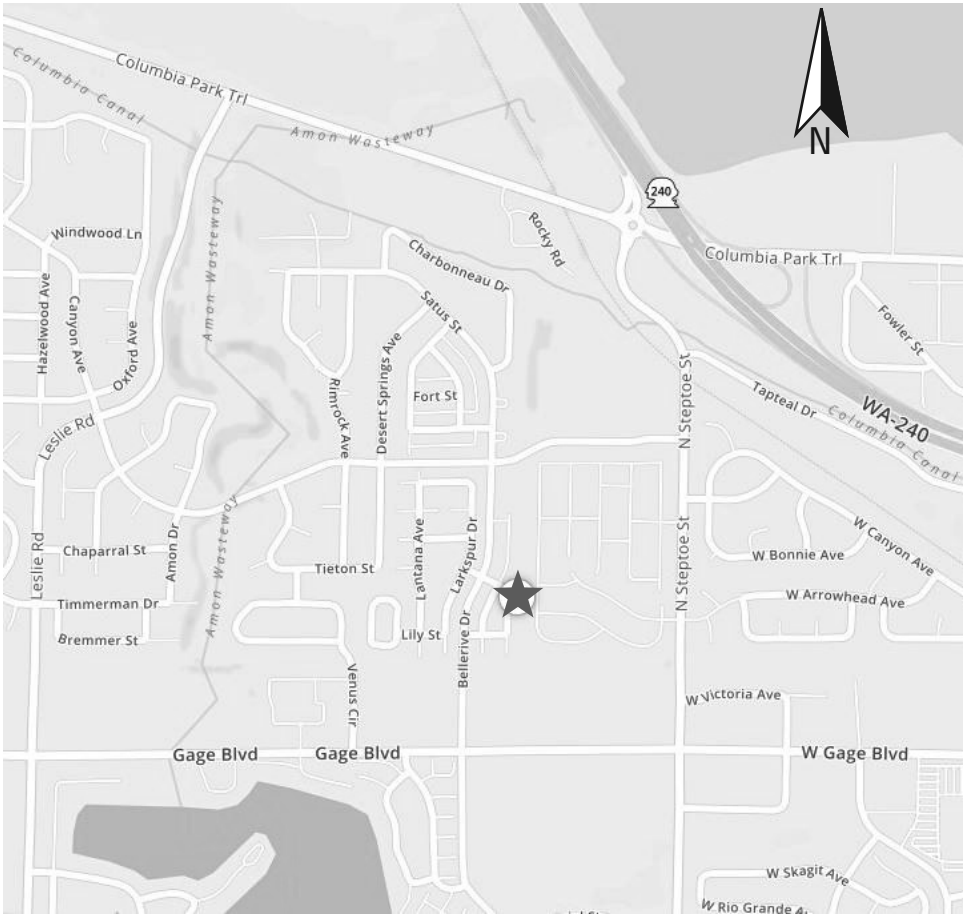 Columbia Park Trl
Columbia Canal
Amon Wasteway
N
240
Rocky Rd
Windwood Ln
Charbonneau Dr
Columbia Park Trl
Amon Wasteway
Hazelwood Ave
Canyon Ave
Oxford Ave
Satus St
Fowler St
Rimrock Ave
Desert Springs Ave
Fort St
N Steptoe St
Tapteal Dr
WA-240
Columbia Canal
Leslie Rd
Amon Wasteway
Leslie Rd
Chaparral St
Amon Dr
Tieton St
Lantana Ave
Larkspur Dr
N Steptoe St
W Canyon Ave
W Bonnie Ave
Timmerman Dr
W Arrowhead Ave
Bremmer St
Lily St
Bellerive Dr
Venus Cir
W Victoria Ave
Gage Blvd
Gage Blvd
W Gage Blvd
W Skagit Ave
W Rio Grande